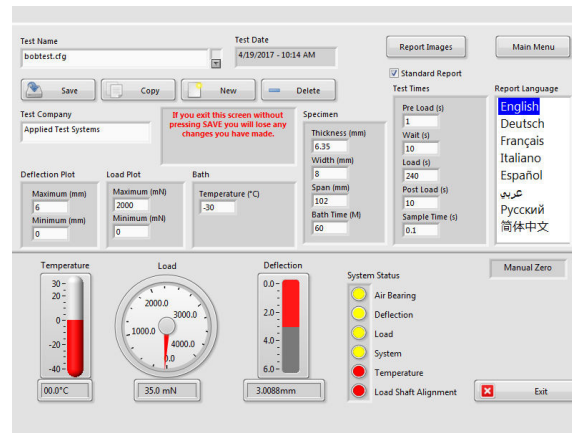 Test Name
bobtest.cfg
Test Date
4/19/2017 - 10:14 AM
Report Images
Main Menu
Save
Copy
New
Delete
Standard Report
Test Company
Applied Test Systems
If you exit this screen without
pressing SAVE you will lose any
changes you have made.
Specimen
Thickness (mm)
6.35
Width (mm)
8
Span (mm)
102
Bath Time (M)
60
Test Times
Pre Load (s)
1
Wait (s)
10
Load (s)
240
Post Load (s)
10
Sample Time (s)
0.1
Report Language
English
Deutsch
Français
Italiano
Español
عربي
Русский
简体中文
Deflection Plot
Maximum (mm)
6
Minimum (mm)
0
Load Plot
Maximum (mN)
2000
Minimum (mN)
0
Bath
Temperature (°C)
-30
Temperature
30
20
0
-20
-40
00.0°C
Load
2000.0
3000.0
1000.0
4000.0
0.0
35.0 mN
Deflection
0.0
2.0
4.0
6.0
3.0088mm
System Status
Air Bearing
Deflection
Load
System
Temperature
Load Shaft Alignment
Manual Zero
Exit